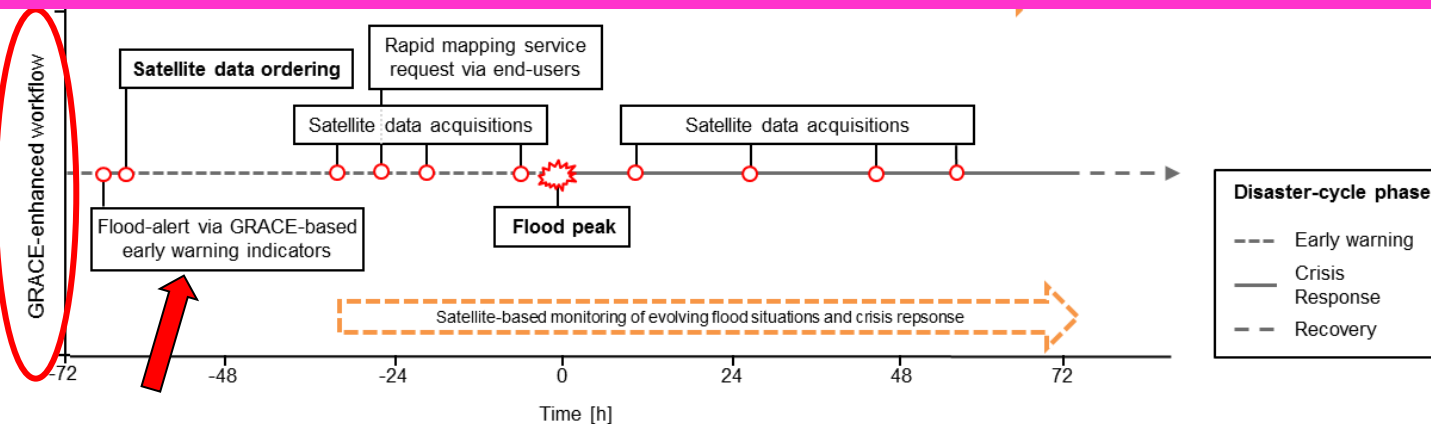 GRACE-enhanced workflow
Satellite data ordering
Rapid mapping service
request via end-users
Satellite data acquisitions
Satellite data acquisitions
Flood-alert via GRACE-based
early warning indicators
Flood peak
Satellite-based monitoring of evolving flood situations and crisis repsonse
-72
-48
-24
0
24
48
72
Time [h]
Disaster-cycle phase
Early warning
Crisis
Response
Recovery